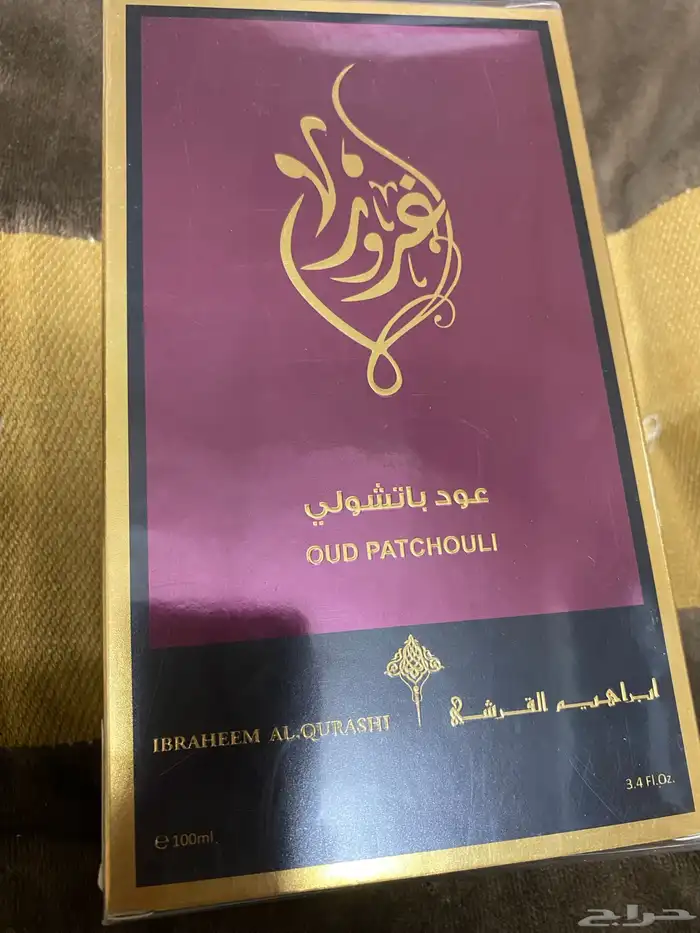 غرور
عود باتشولي
OUD PATCHOULI
IBRAHEEM AL.QURASHI
ابراهيم القرشي
3.4 Fl.Oz.
e 100ml.
حراج